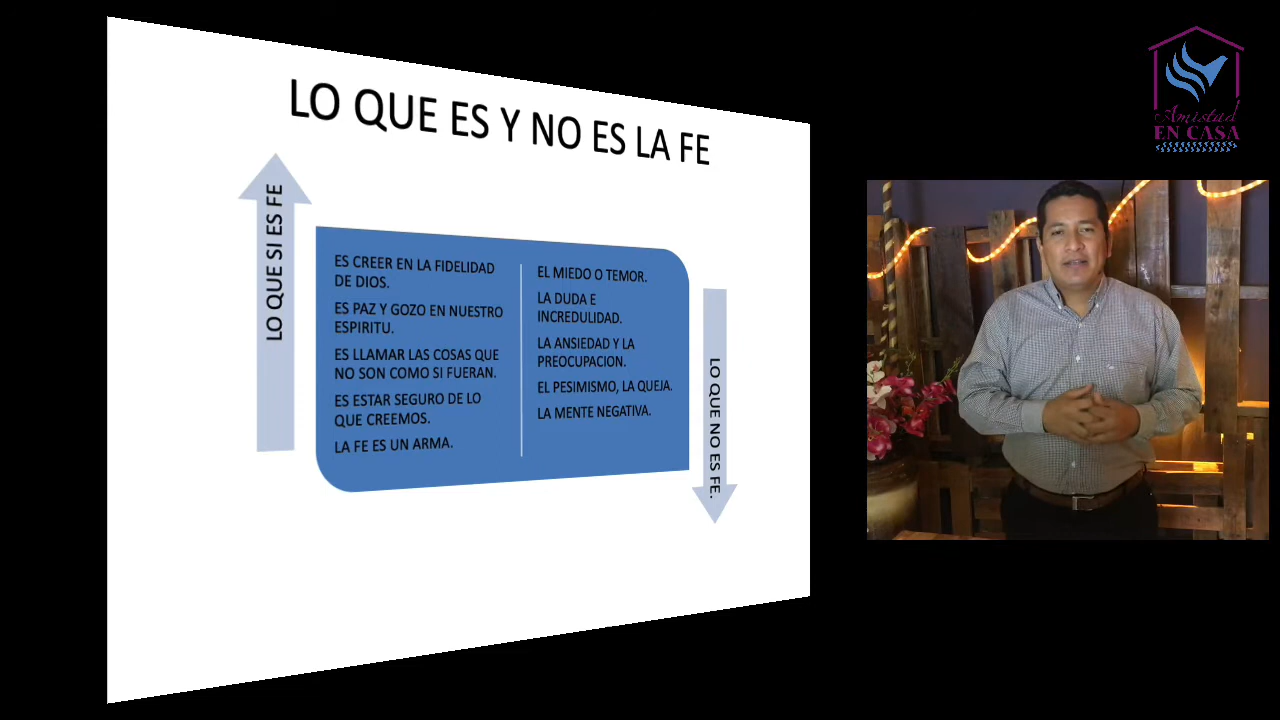 LO QUE ES Y NO ES LA FE
LO QUE SI ES FE
ES CREER EN LA FIDELIDAD
DE DIOS.
ES PAZ Y GOZO EN NUESTRO
ESPIRITU.
ES LLAMAR LAS COSAS QUE
NO SON COMO SI FUERAN.
ES ESTAR SEGURO DE LO
QUE CREEMOS.
LA FE ES UN ARMA.
EL MIEDO O TEMOR.
LA DUDA E
INCREDULIDAD.
LA ANSIEDAD Y LA
PREOCUPACION.
EL PESIMISMO, LA QUEJA.
LA MENTE NEGATIVA.
LO QUE NO ES FE.
Amistad
EN CASA